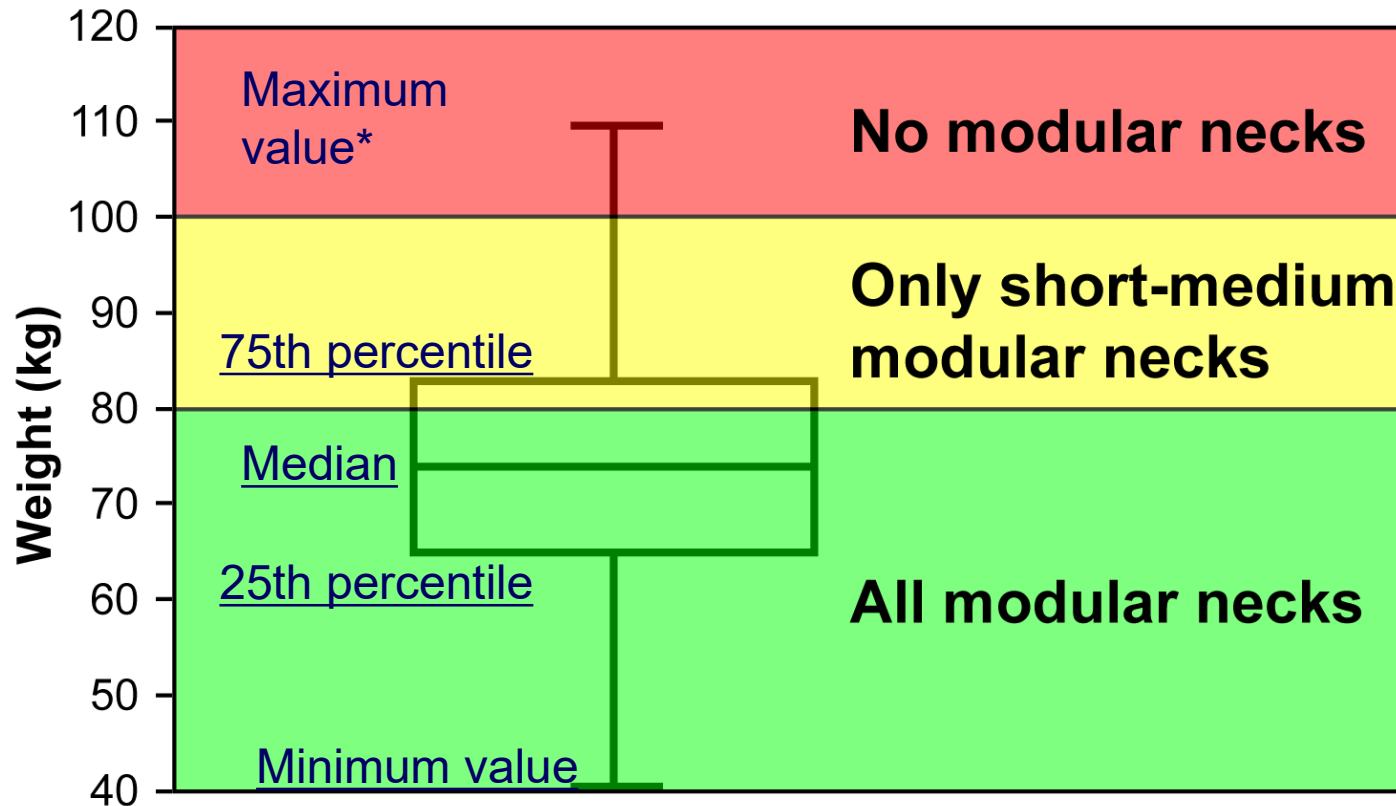 120
110
100
90
80
70
60
50
40
Weight (kg)
Maximum
value*
75th percentile
Median
25th percentile
Minimum value
No modular necks
Only short-medium
modular necks
All modular necks